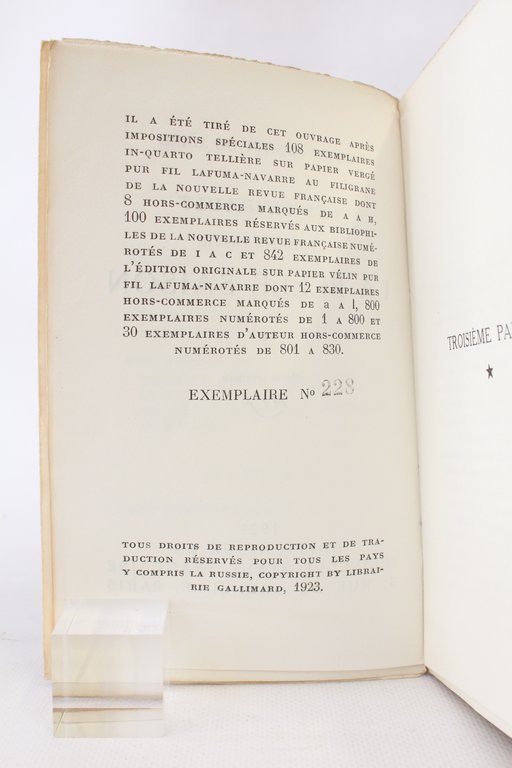 IL A ÉTÉ TIRÉ DE CET OUVRAGE APRÈS
IMPOSITIONS SPÉCIALES 108 EXEMPLAIRES
IN-QUARTO TELLIÈRE SUR PAPIER VERGÉ
PUR FIL LAFUMA-NAVARRE AU FILIGRANE
DE LA NOUVELLE REVUE FRANÇAISE DONT
8 HORS-COMMERCE MARQUÉS DE A A H,
100 EXEMPLAIRES RÉSERVÉS AUX BIBLIOPHI-
LES DE LA NOUVELLE REVUE FRANÇAISE NUMÉ-
ROTÉS DE I A C ET 842 EXEMPLAIRES DE
L'ÉDITION ORIGINALE SUR PAPIER VÉLIN PUR
FIL LAFUMA-NAVARRE DONT 12 EXEMPLAIRES
HORS-COMMERCE MARQUÉS DE a A l, 800
EXEMPLAIRES NUMÉROTÉS DE 1 A 800 ET
30 EXEMPLAIRES D'AUTEUR HORS-COMMERCE
NUMÉROTÉS DE 801 A 830.
EXEMPLAIRE No 228
TOUS DROITS DE REPRODUCTION ET DE TRA-
DUCTION RÉSERVÉS POUR TOUS LES PAYS
Y COMPRIS LA RUSSIE, COPYRIGHT BY LIBRAI-
RIE GALLIMARD, 1923.
TROISIÈME PA